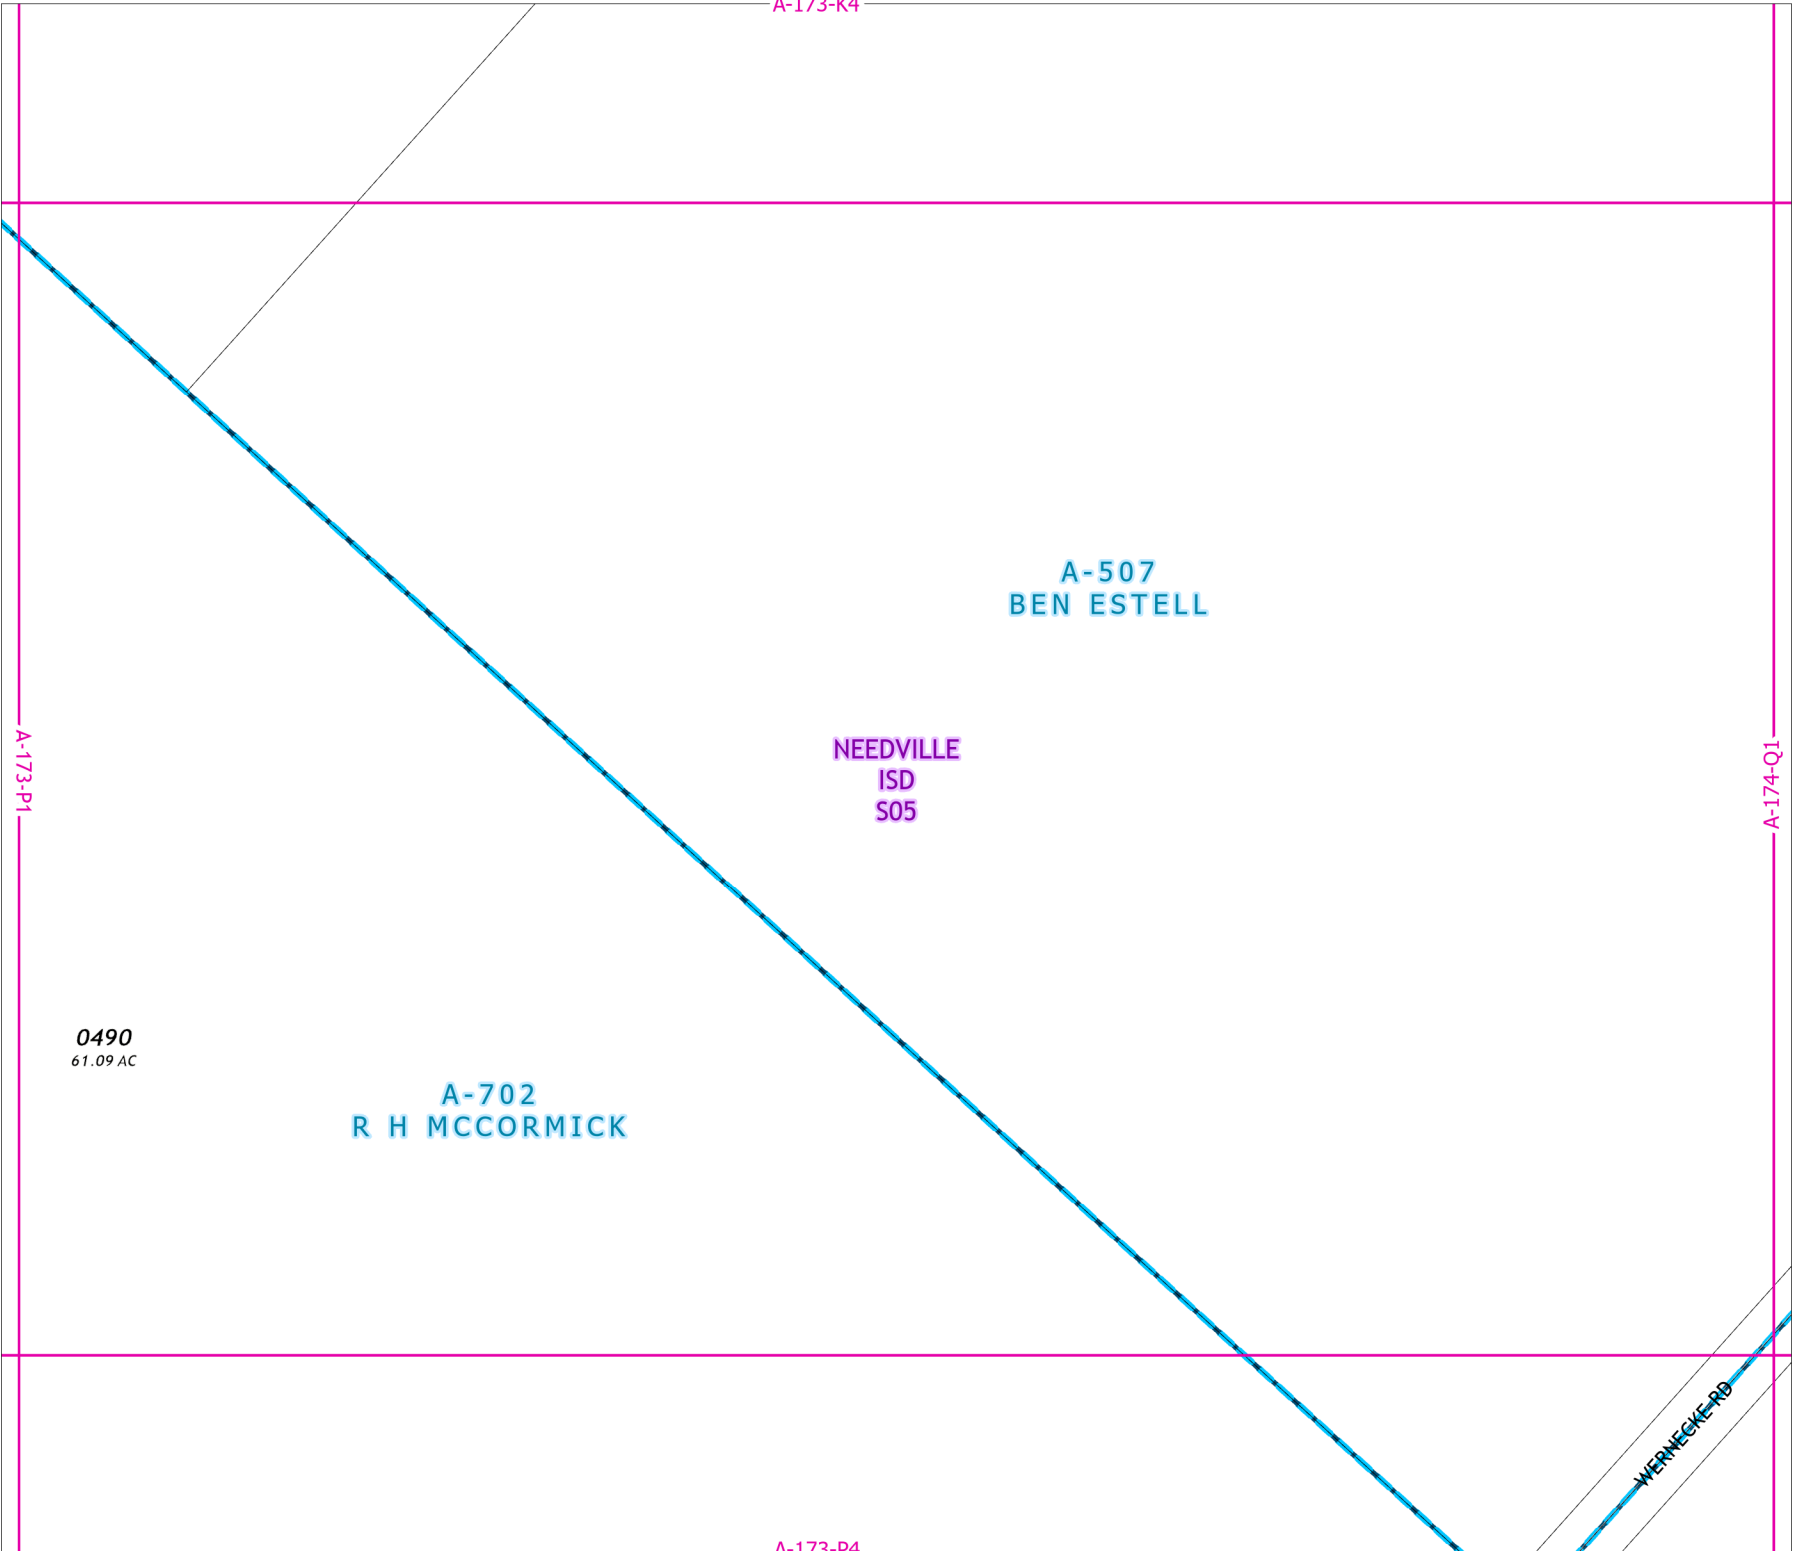 A-173-K4
A-507
BEN ESTELL
NEEDVILLE
ISD
S05
A-173-P1
A-174-Q1
0490
61.09 AC
A-702
R H MCCORMICK
WERNECKE RD
A-173-P4